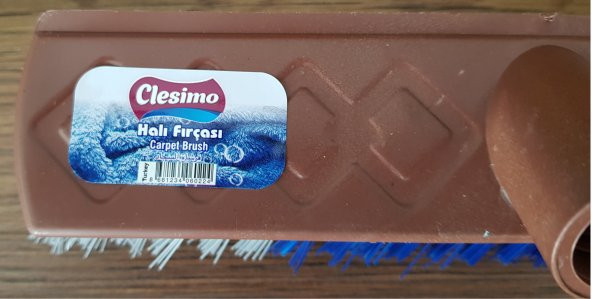 Clesimo
Halı Fırçası
Carpet Brush
Turkey